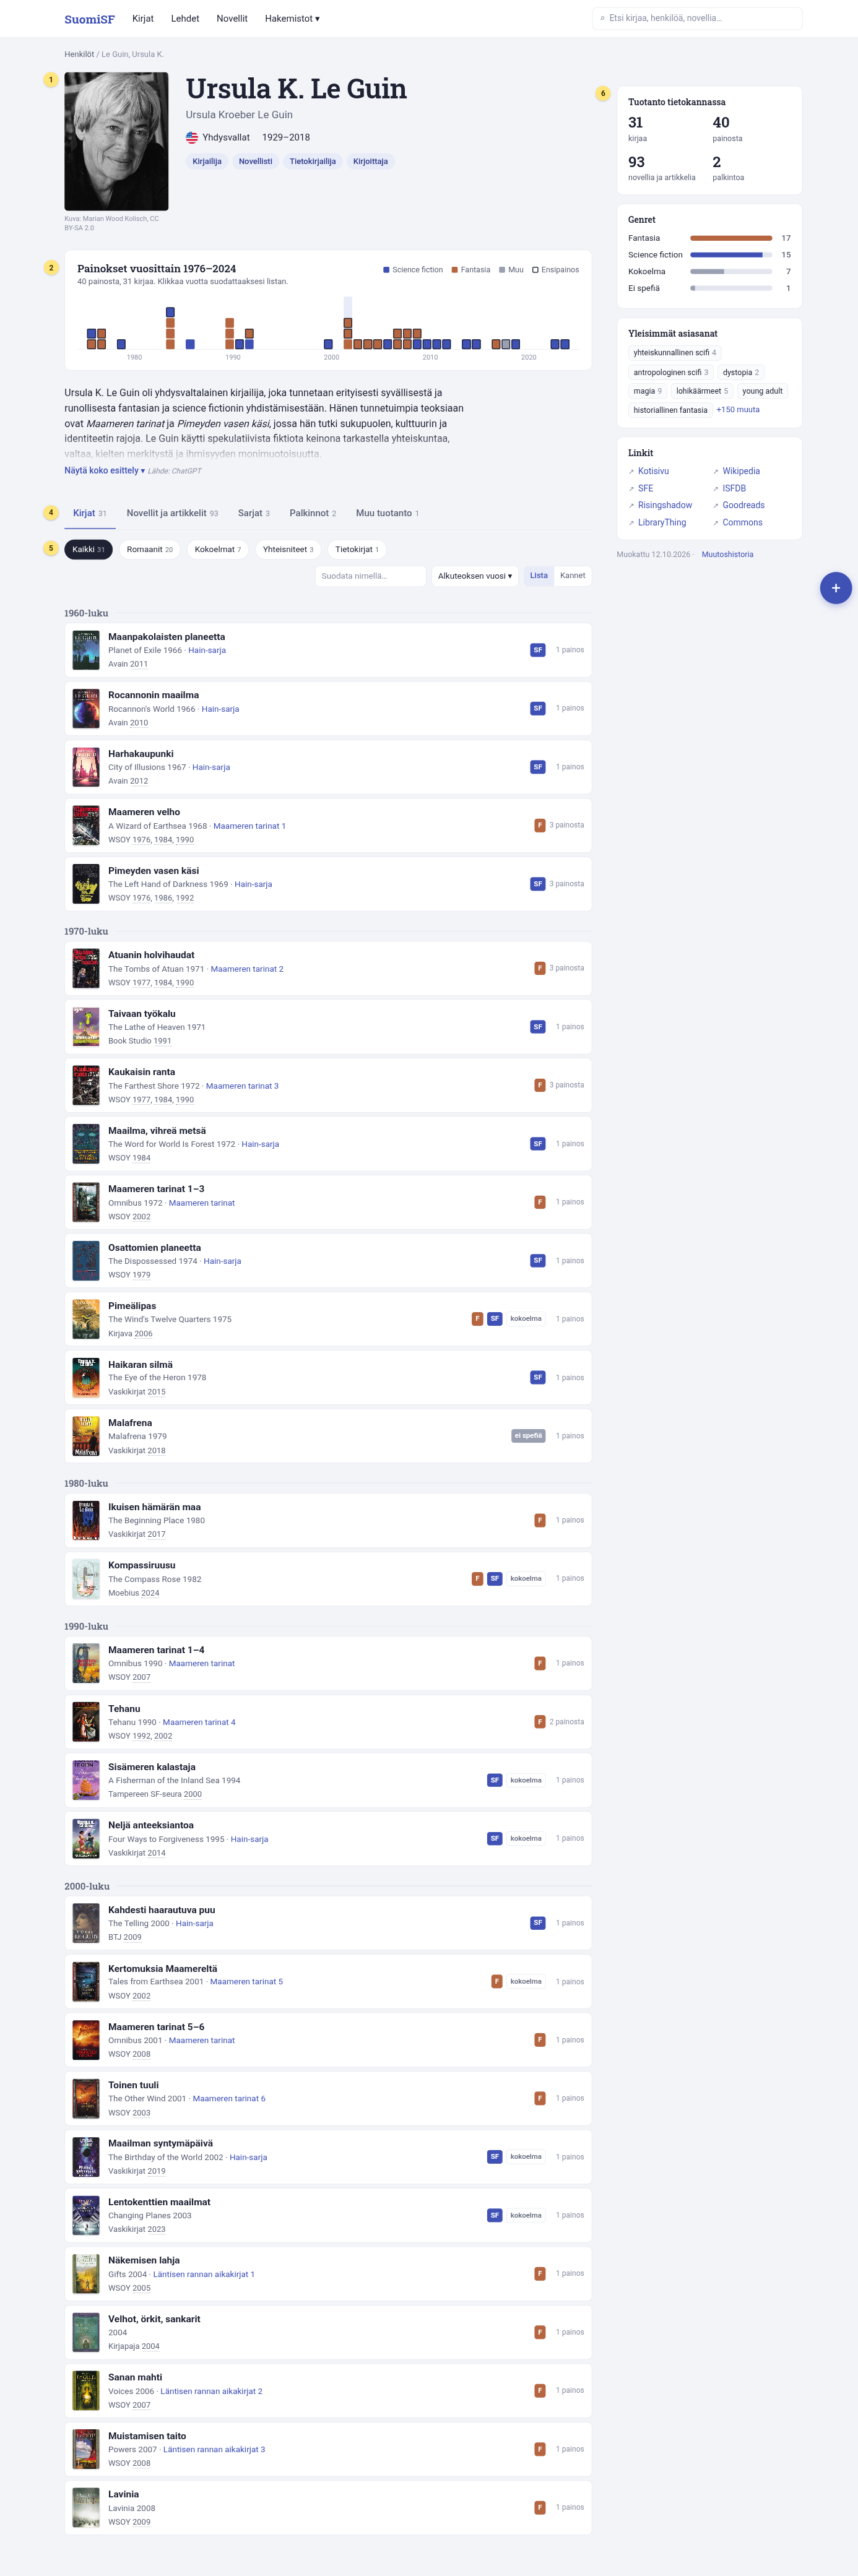 SuomiSF Kirjat Lehdet Novellit Hakemistot ▾ Etsi kirjaa, henkilöä, novellia…
Henkilöt / Le Guin, Ursula K.
1
Ursula K. Le Guin
Ursula Kroeber Le Guin
Yhdysvallat 1929–2018
Kirjailija Novellisti Tietokirjailija Kirjoittaja
Kuva: Marian Wood Kolisch, CC
BY-SA 2.0
2
Painokset vuosittain 1976–2024
Science fiction Fantasia Muu Ensipainos
40 painosta, 31 kirjaa. Klikkaa vuotta suodattaaksesi listan.
1980 1990 2000 2010 2020
Ursula K. Le Guin oli yhdysvaltalainen kirjailija, joka tunnetaan erityisesti syvällisestä ja
runollisesta fantasian ja science fictionin yhdistämisestään. Hänen tunnetuimpia teoksiaan
ovat Maameren tarinat ja Pimeyden vasen käsi, joissa hän tutki sukupuolen, kulttuurin ja
identiteetin rajoja. Le Guin käytti spekulatiivista fiktiota keinona tarkastella yhteiskuntaa,
valtaa, kielten merkitystä ja ihmisyyden monimuotoisuutta.
Näytä koko esittely ▾ Lähde: ChatGPT
4
Kirjat 31 Novellit ja artikkelit 93 Sarjat 3 Palkinnot 2 Muu tuotanto 1
5
Kaikki 31 Romaanit 20 Kokoelmat 7 Yhteisniteet 3 Tietokirjat 1
Suodata nimellä… Alkuteoksen vuosi ▾ Lista Kannet
1960-luku
Maanpakolaisten planeetta
Planet of Exile 1966 · Hain-sarja
Avain 2011
SF 1 painos
Rocannonin maailma
Rocannon's World 1966 · Hain-sarja
Avain 2010
SF 1 painos
Harhakaupunki
City of Illusions 1967 · Hain-sarja
Avain 2012
SF 1 painos
Maameren velho
A Wizard of Earthsea 1968 · Maameren tarinat 1
WSOY 1976, 1984, 1990
F 3 painosta
Pimeyden vasen käsi
The Left Hand of Darkness 1969 · Hain-sarja
WSOY 1976, 1986, 1992
SF 3 painosta
1970-luku
Atuanin holvihaudat
The Tombs of Atuan 1971 · Maameren tarinat 2
WSOY 1977, 1984, 1990
F 3 painosta
Taivaan työkalu
The Lathe of Heaven 1971
Book Studio 1991
SF 1 painos
Kaukaisin ranta
The Farthest Shore 1972 · Maameren tarinat 3
WSOY 1977, 1984, 1990
F 3 painosta
Maailma, vihreä metsä
The Word for World Is Forest 1972 · Hain-sarja
WSOY 1984
SF 1 painos
Maameren tarinat 1–3
Omnibus 1972 · Maameren tarinat
WSOY 2002
F 1 painos
Osattomien planeetta
The Dispossessed 1974 · Hain-sarja
WSOY 1979
SF 1 painos
Pimeälipas
The Wind's Twelve Quarters 1975
Kirjava 2006
F SF kokoelma 1 painos
Haikaran silmä
The Eye of the Heron 1978
Vaskikirjat 2015
SF 1 painos
Malafrena
Malafrena 1979
Vaskikirjat 2018
ei spefiä 1 painos
1980-luku
Ikuisen hämärän maa
The Beginning Place 1980
Vaskikirjat 2017
F 1 painos
Kompassiruusu
The Compass Rose 1982
Moebius 2024
F SF kokoelma 1 painos
1990-luku
Maameren tarinat 1–4
Omnibus 1990 · Maameren tarinat
WSOY 2007
F 1 painos
Tehanu
Tehanu 1990 · Maameren tarinat 4
WSOY 1992, 2002
F 2 painosta
Sisämeren kalastaja
A Fisherman of the Inland Sea 1994
Tampereen SF-seura 2000
SF kokoelma 1 painos
Neljä anteeksiantoa
Four Ways to Forgiveness 1995 · Hain-sarja
Vaskikirjat 2014
SF kokoelma 1 painos
2000-luku
Kahdesti haarautuva puu
The Telling 2000 · Hain-sarja
BTJ 2009
SF 1 painos
Kertomuksia Maamereltä
Tales from Earthsea 2001 · Maameren tarinat 5
WSOY 2002
F kokoelma 1 painos
Maameren tarinat 5–6
Omnibus 2001 · Maameren tarinat
WSOY 2008
F 1 painos
Toinen tuuli
The Other Wind 2001 · Maameren tarinat 6
WSOY 2003
F 1 painos
Maailman syntymäpäivä
The Birthday of the World 2002 · Hain-sarja
Vaskikirjat 2019
SF kokoelma 1 painos
Lentokenttien maailmat
Changing Planes 2003
Vaskikirjat 2023
SF kokoelma 1 painos
Näkemisen lahja
Gifts 2004 · Läntisen rannan aikakirjat 1
WSOY 2005
F 1 painos
Velhot, örkit, sankarit
2004
Kirjapaja 2004
F 1 painos
Sanan mahti
Voices 2006 · Läntisen rannan aikakirjat 2
WSOY 2007
F 1 painos
Muistamisen taito
Powers 2007 · Läntisen rannan aikakirjat 3
WSOY 2008
F 1 painos
Lavinia
Lavinia 2008
WSOY 2009
F 1 painos
6
Tuotanto tietokannassa
31 40
kirjaa painosta
93 2
novellia ja artikkelia palkintoa
Genret
Fantasia 17
Science fiction 15
Kokoelma 7
Ei spefiä 1
Yleisimmät asiasanat
yhteiskunnallinen scifi 4
antropologinen scifi 3 dystopia 2
magia 9 lohikäärmeet 5 young adult
historiallinen fantasia +150 muuta
Linkit
↗ Kotisivu ↗ Wikipedia
↗ SFE ↗ ISFDB
↗ Risingshadow ↗ Goodreads
↗ LibraryThing ↗ Commons
Muokattu 12.10.2026 · Muutoshistoria
+